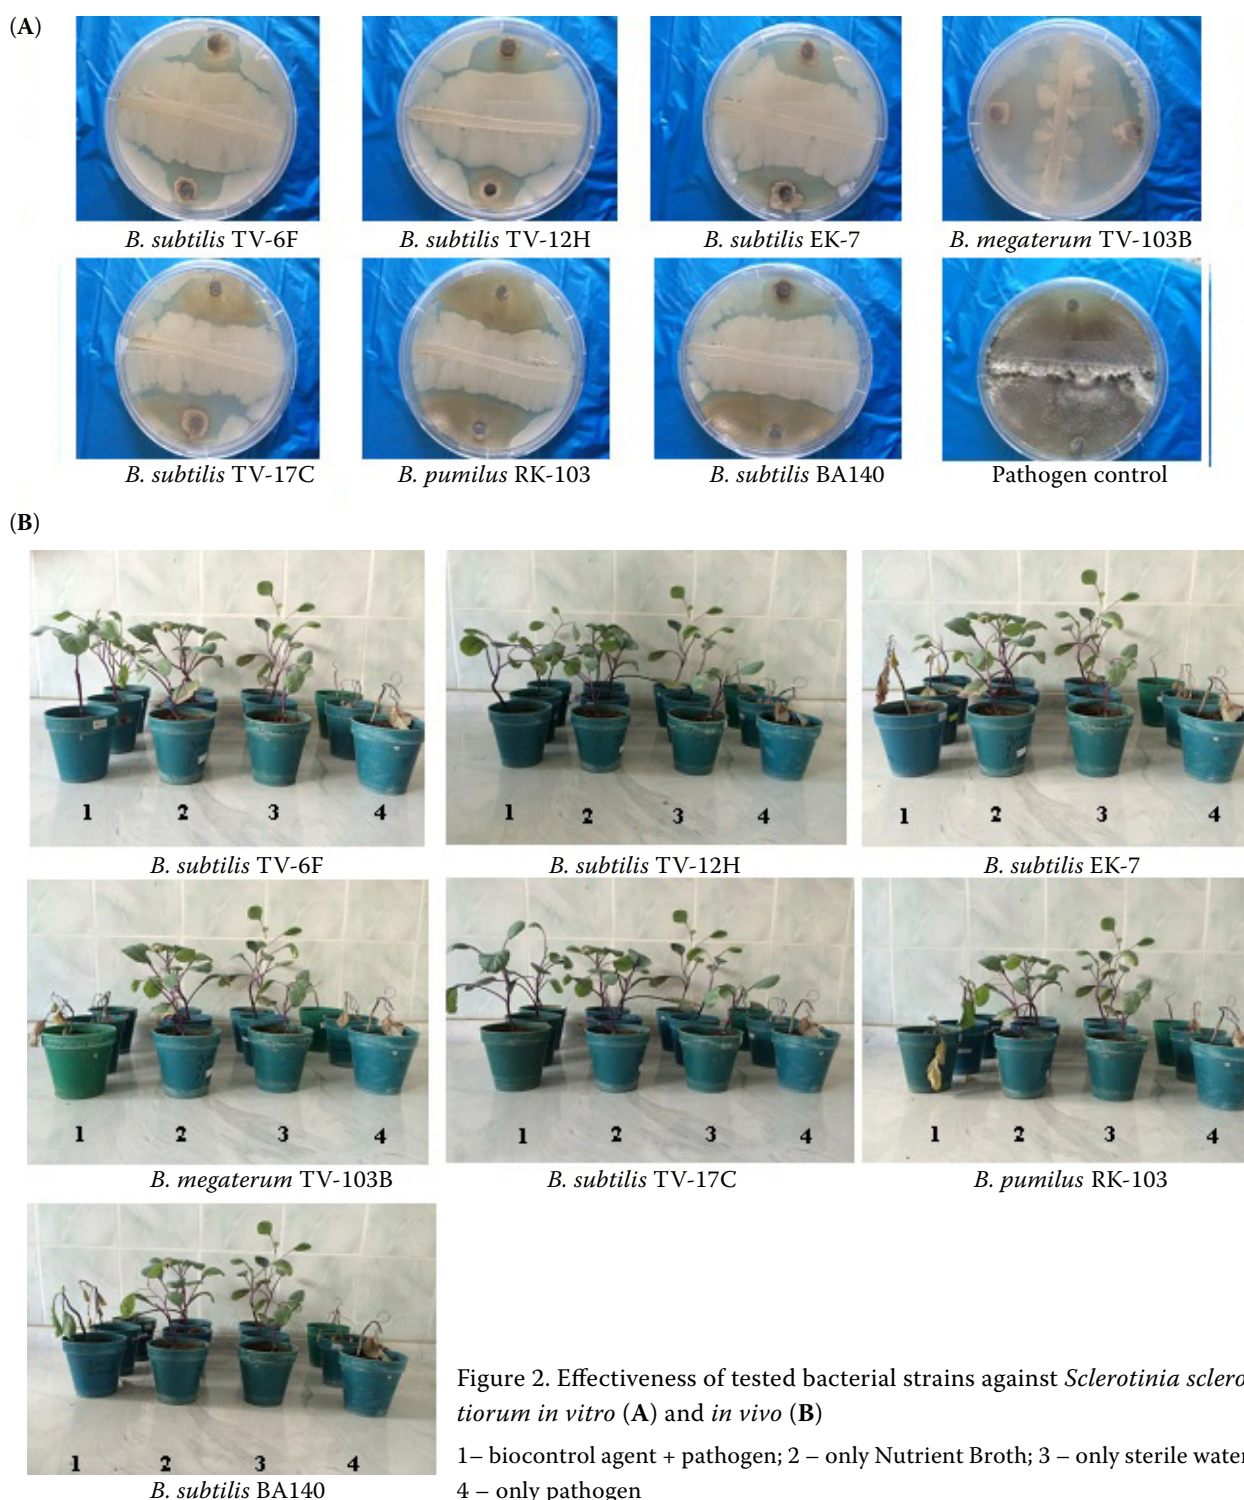 (A)
B. subtilis TV-6F
B. subtilis TV-12H
B. subtilis EK-7
B. megaterum TV-103B
B. subtilis TV-17C
B. pumilus RK-103
B. subtilis BA140
Pathogen control
(B)
1 2 3 4
1 2 3 4
1 2 3 4
B. subtilis TV-6F
B. subtilis TV-12H
B. subtilis EK-7
1 2 3 4
1 2 3 4
1 2 3 4
B. megaterum TV-103B
B. subtilis TV-17C
B. pumilus RK-103
1 2 3 4
B. subtilis BA140
Figure 2. Effectiveness of tested bacterial strains against Sclerotinia sclero-
tiorum in vitro (A) and in vivo (B)
1– biocontrol agent + pathogen; 2 – only Nutrient Broth; 3 – only sterile water
4 – only pathogen